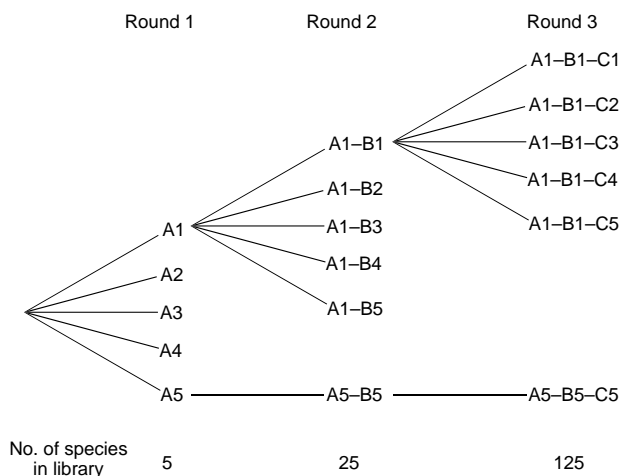 Round 1 Round 2 Round 3
A1–B1–C1
A1–B1–C2
A1–B1 A1–B1–C3
A1–B1–C4
A1–B2
A1 A1–B3 A1–B1–C5
A1–B4
A2
A3 A1–B5
A4
A5 A5–B5 A5–B5–C5
No. of species
in library 5 25 125